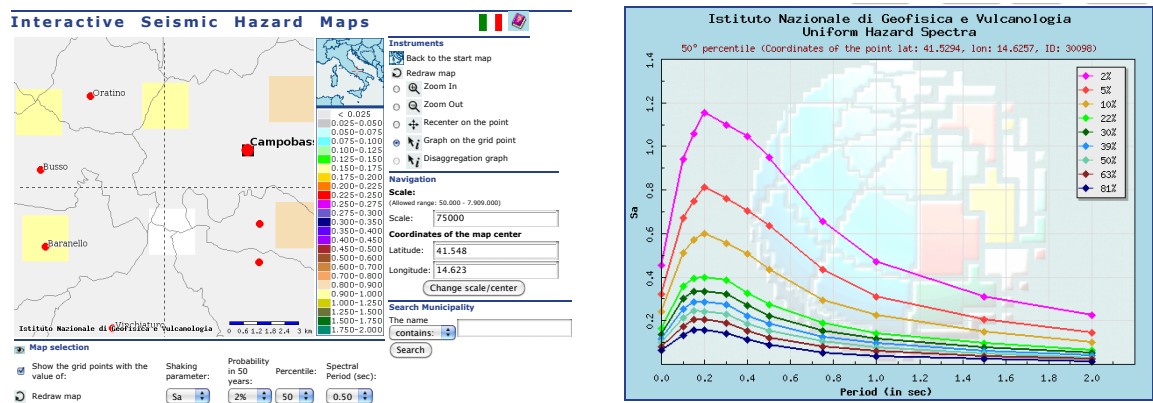 Interactive Seismic Hazard Maps
Oratino
Campobas
Busso
Baranello
Vinchiaturo
Istituto Nazionale di Geofisica e Vulcanologia
0.6 1.2 1.8 2.4 3 km
< 0.025
0.025-0.050
0.050-0.075
0.075-0.100
0.100-0.125
0.125-0.150
0.150-0.175
0.175-0.200
0.200-0.225
0.225-0.250
0.250-0.275
0.275-0.300
0.300-0.350
0.350-0.400
0.400-0.450
0.450-0.500
0.500-0.600
0.600-0.700
0.700-0.800
0.800-0.900
0.900-1.000
1.000-1.250
1.250-1.500
1.500-1.750
1.750-2.000
Instruments
Back to the start map
Redraw map
Zoom In
Zoom Out
Recenter on the point
Graph on the grid point
Disaggregation graph
Navigation
Scale:
(Allowed range: 50.000 - 7.909.000)
Scale: 75000
Coordinates of the map center
Latitude: 41.548
Longitude: 14.623
Change scale/center
Search Municipality
The name
contains:
Search
Map selection
Show the grid points with the value of:
Shaking parameter:
Probability in 50 years:
Percentile:
Spectral Period (sec):
Redraw map
Sa
2%
50
0.50
Istituto Nazionale di Geofisica e Vulcanologia
Uniform Hazard Spectra
50° percentile (Coordinates of the point lat: 41.5294, lon: 14.6257, ID: 30098)
1.4
1.2
1.0
0.8
0.6
0.4
0.2
Sa
2%
5%
10%
22%
30%
39%
50%
63%
81%
0.0 0.2 0.4 0.6 0.8 1.0 1.2 1.4 1.6 1.8 2.0
Period (in sec)